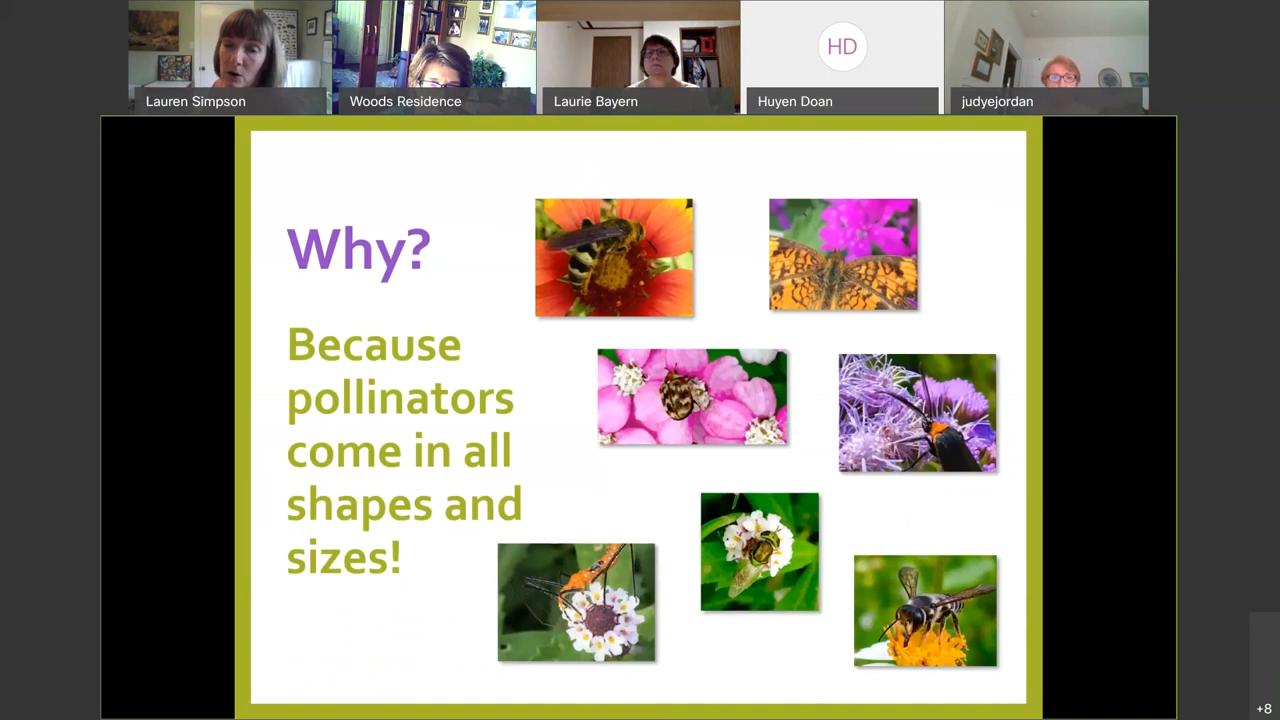 HD
Lauren Simpson
Woods Residence
Laurie Bayern
Huyen Doan
judyejordan
Why?
Because
pollinators
come in all
shapes and
sizes!
+8